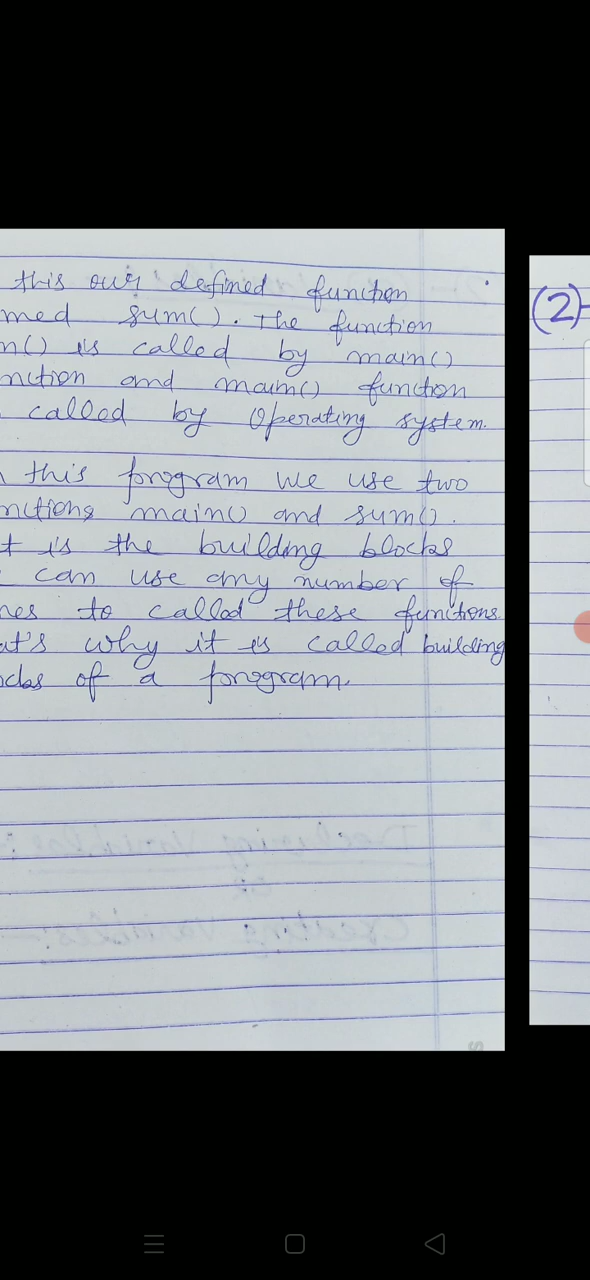 this our defined function
med sum(). The function
m() is called by main()
nction and main() function
called by operating system.
this program we use two
nctions main() and sum().
t is the building blocks
can use any number of
mes to called these functions.
at's why it is called building
ocks of a program.
(2)-